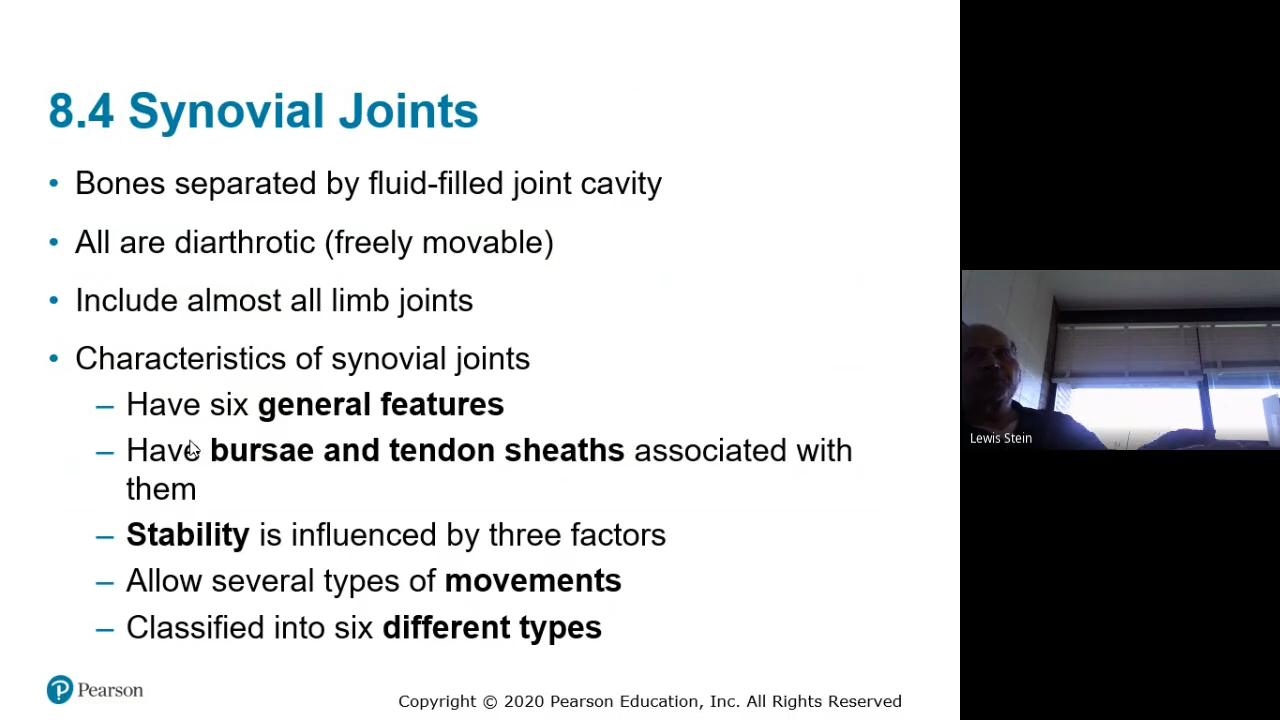 8.4 Synovial Joints
• Bones separated by fluid-filled joint cavity
• All are diarthrotic (freely movable)
• Include almost all limb joints
• Characteristics of synovial joints
– Have six general features
– Have bursae and tendon sheaths associated with
them
– Stability is influenced by three factors
– Allow several types of movements
– Classified into six different types
Pearson
Copyright © 2020 Pearson Education, Inc. All Rights Reserved
Lewis Stein